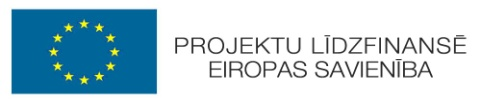 PROJEKTU LĪDZFINANSĒ
EIROPAS SAVIENĪBA